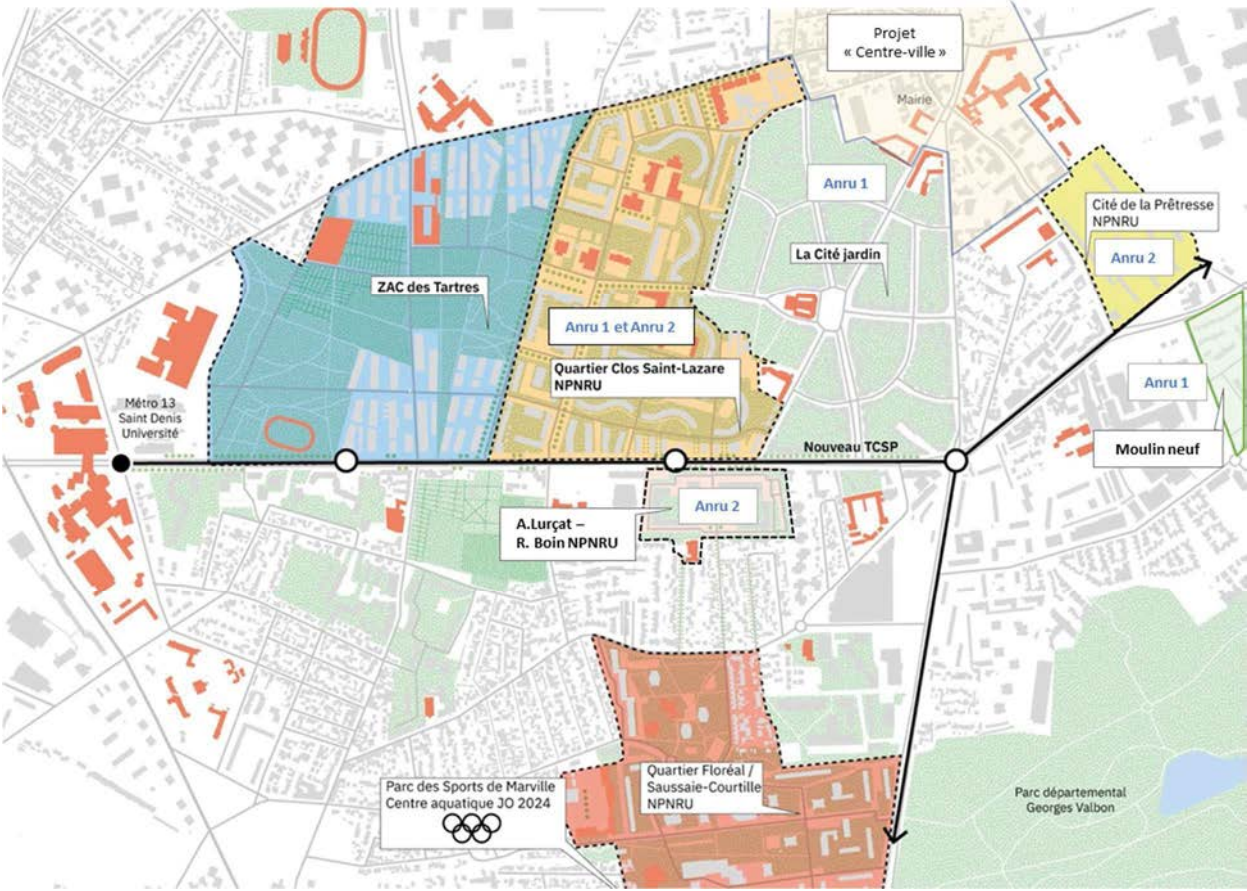 Projet
« Centre-ville »
Mairie
Anru 1
Cité de la Prêtresse
NPNRU
Anru 2
La Cité jardin
ZAC des Tartres
Anru 1 et Anru 2
Quartier Clos Saint-Lazare
NPNRU
Anru 1
Moulin neuf
Métro 13
Saint Denis
Université
Nouveau TCSP
Anru 2
A.Lurçat –
R. Boin NPNRU
Quartier Floréal /
Saussaie-Courtille
NPNRU
Parc des Sports de Marville
Centre aquatique JO 2024
Parc départemental
Georges Valbon